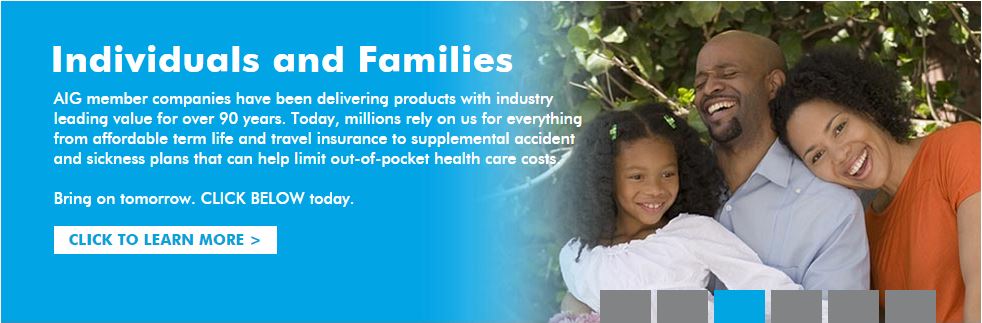 Individuals and Families
AIG member companies have been delivering products with industry
leading value for over 90 years. Today, millions rely on us for everything
from affordable term life and travel insurance to supplemental accident
and sickness plans that can help limit out-of-pocket health care costs.
Bring on tomorrow. CLICK BELOW today.
CLICK TO LEARN MORE >